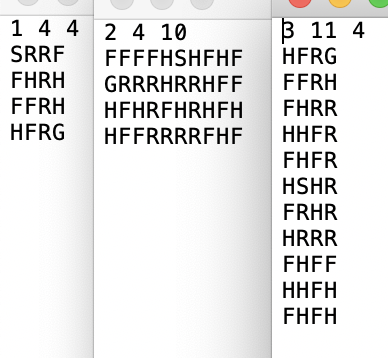 1 4 4
SRRF
FHRH
FFRH
HFRG
2 4 10
FFFFHSHFHF
GRRRHRRHFF
HFHRFHRHFH
HFFRRRRFHF
3 11 4
HFRG
FFRH
FHRR
HHFR
FHFR
HSHR
FRHR
HRRR
FHFF
HHFH
FHFH